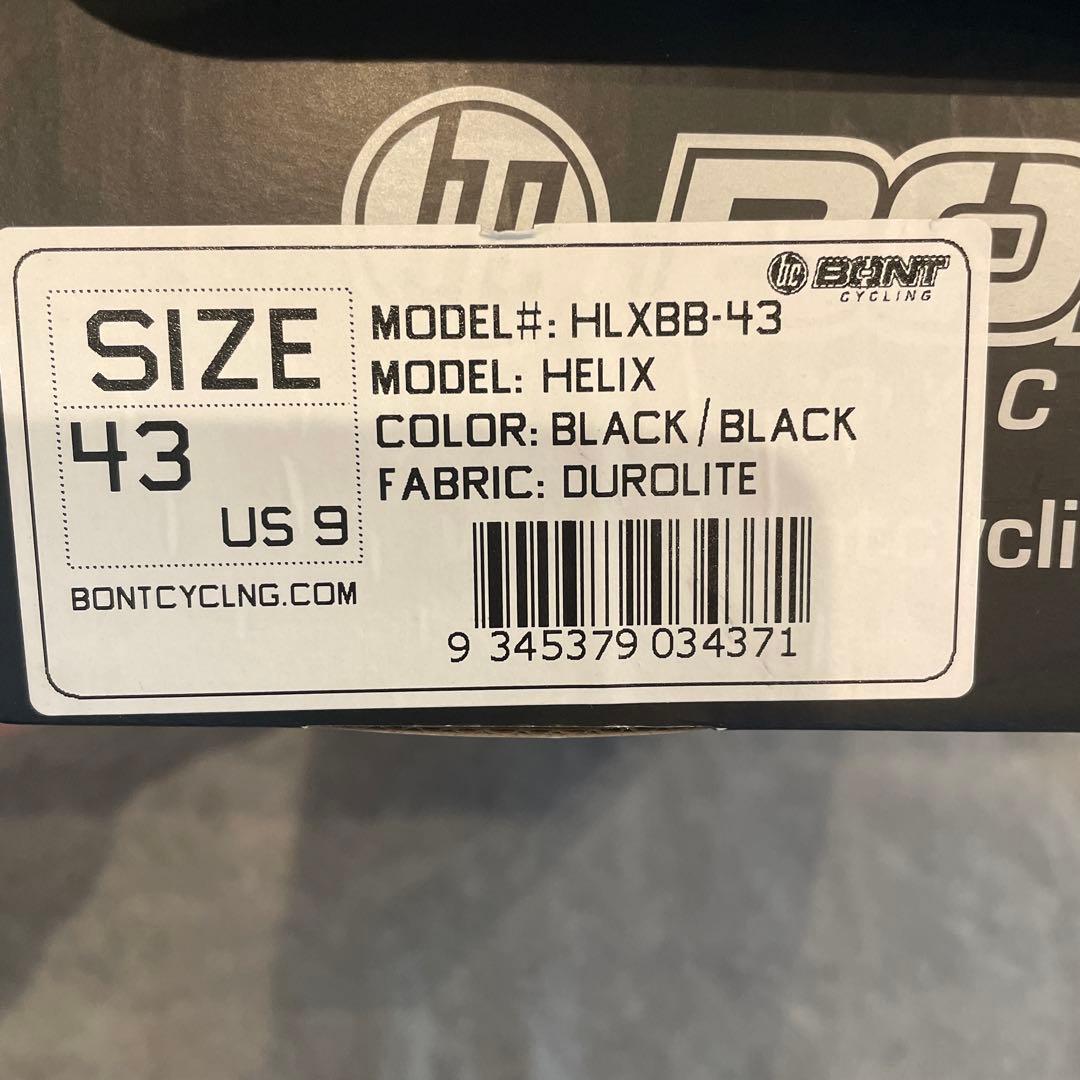 BONT
CYCLING
SIZE
43
US 9
BONTCYCLNG.COM
MODEL#: HLXBB-43
MODEL: HELIX
COLOR: BLACK/BLACK
FABRIC: DUROLITE
9 345379 034371
C
ycli